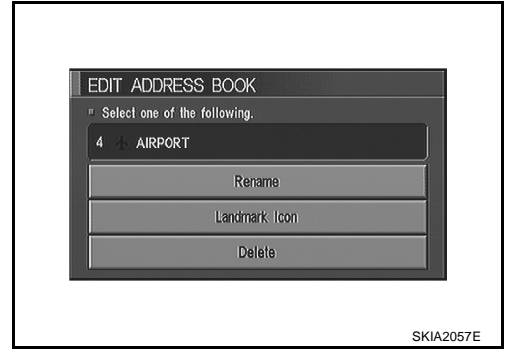 EDIT ADDRESS BOOK
Select one of the following.
4 AIRPORT
Rename
Landmark Icon
Delete
SKIA2057E